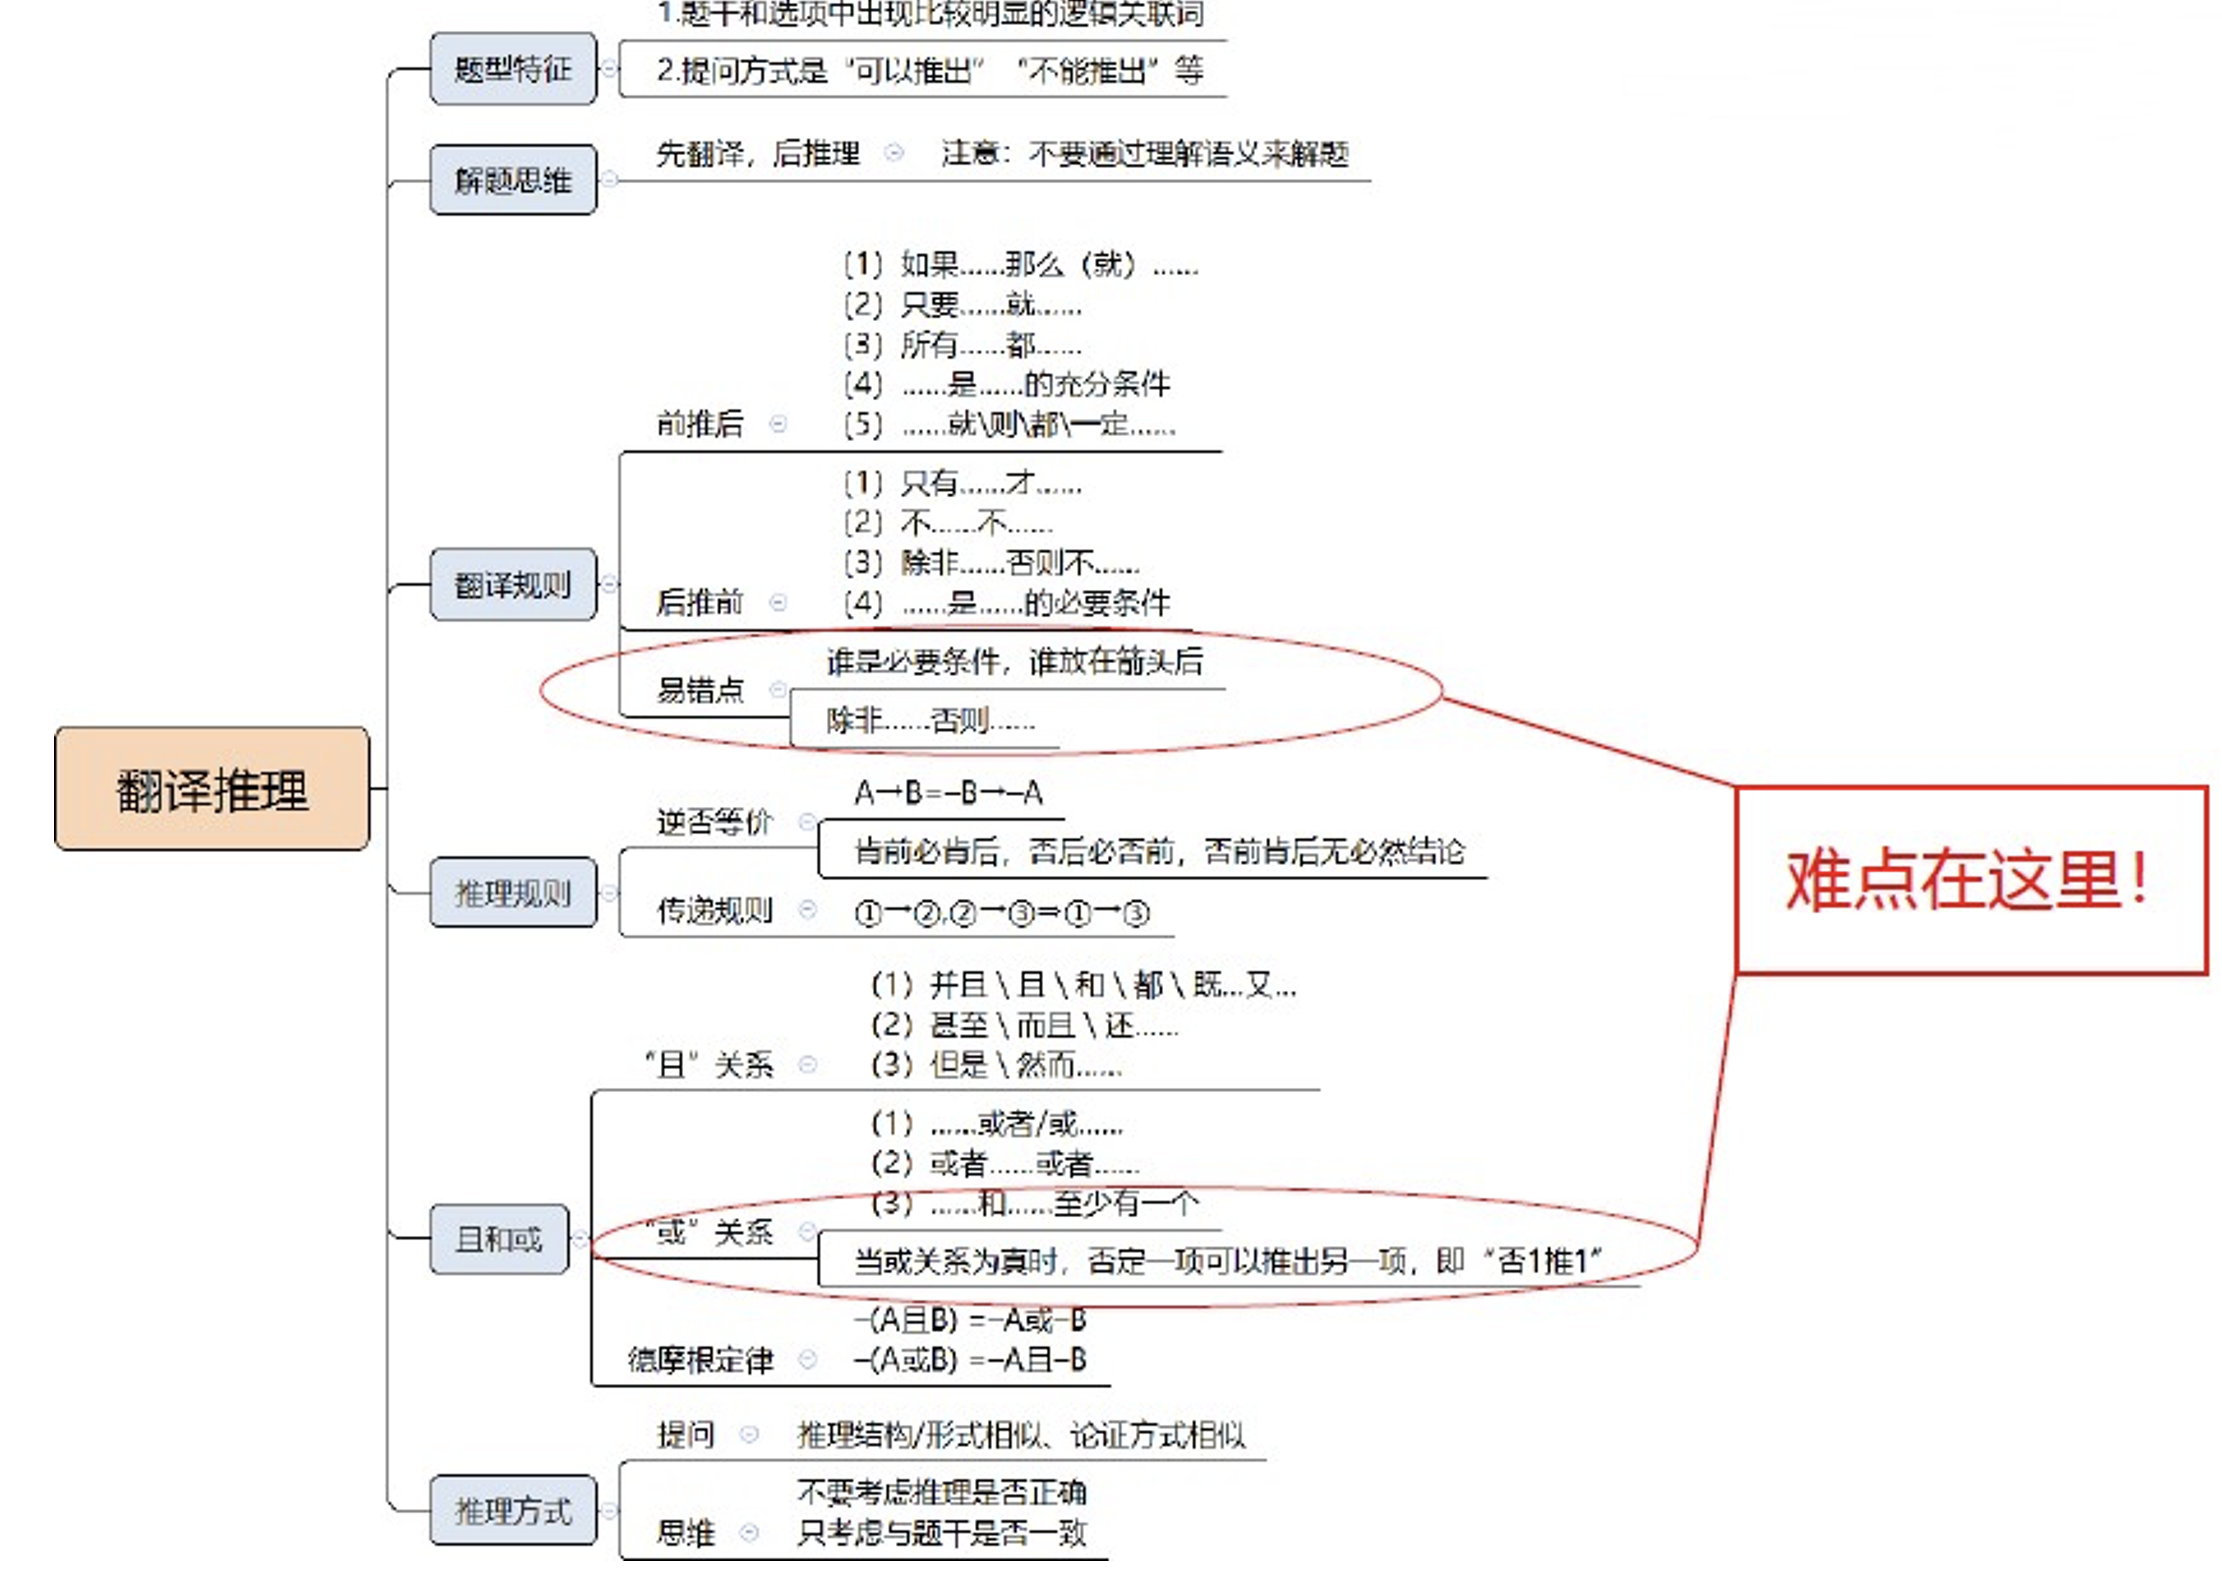 1.题干和选项中出现比较明显的逻辑关联词
题型特征
2.提问方式是“可以推出” “不能推出”等
先翻译，后推理
注意：不要通过理解语义来解题
解题思维
(1) 如果……那么（就）……
(2) 只要……就……
(3) 所有……都……
(4) ……是……的充分条件
前推后
(5) ……就\则\都\一定……
(1) 只有……才……
(2) 不……不……
(3) 除非……否则不……
翻译规则
后推前
(4) ……是……的必要条件
谁是必要条件，谁放在箭头后
易错点
除非……否则……
翻译推理
A→B=–B→–A
逆否等价
肯前必肯后，否后必否前，否前肯后无必然结论
难点在这里！
推理规则
传递规则
①→②,②→③⇒①→③
(1) 并且\且\和\都\既...又...
(2) 甚至\而且\还……
“且”关系
(3) 但是\然而……
(1) ……或者/或……
(2) 或者……或者……
(3) ……和……至少有一个
且和或
“或”关系
当或关系为真时，否定一项可以推出另一项，即“否1推1”
–(A且B) =–A或–B
德摩根定律
–(A或B) =–A且–B
提问
推理结构/形式相似、论证方式相似
不要考虑推理是否正确
推理方式
思维
只考虑与题干是否一致